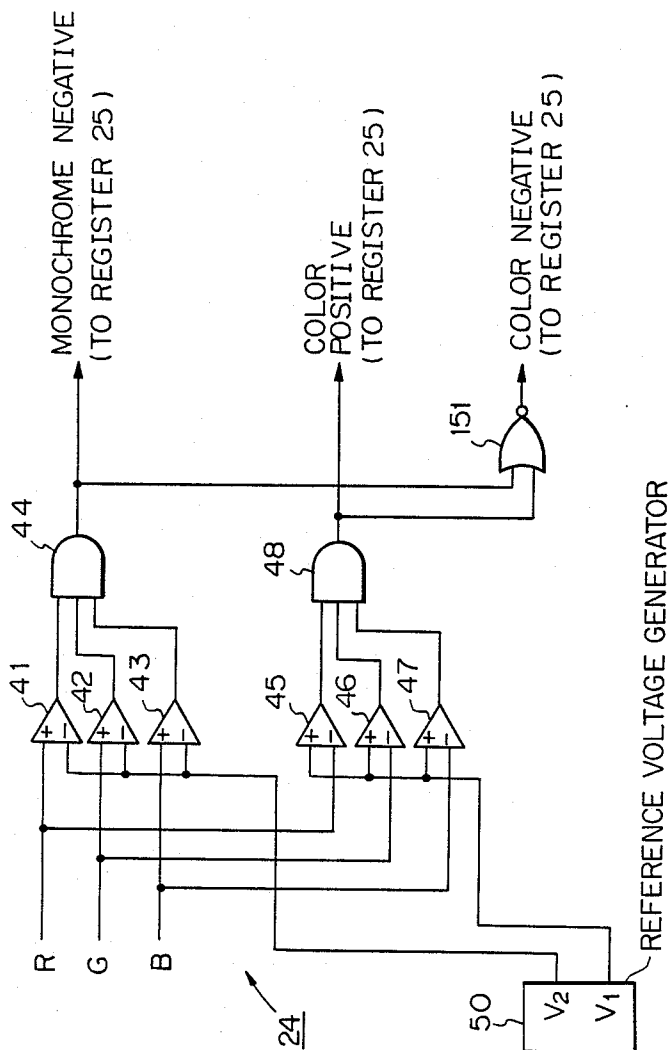 MONOCHROME NEGATIVE
(TO REGISTER 25)
44
41
+
−
42
+
−
43
+
−
R
G
B
COLOR
POSITIVE
(TO REGISTER 25)
48
45
+
−
46
+
−
47
+
−
151
COLOR NEGATIVE
(TO REGISTER 25)
24
50
V2
V1
REFERENCE VOLTAGE GENERATOR